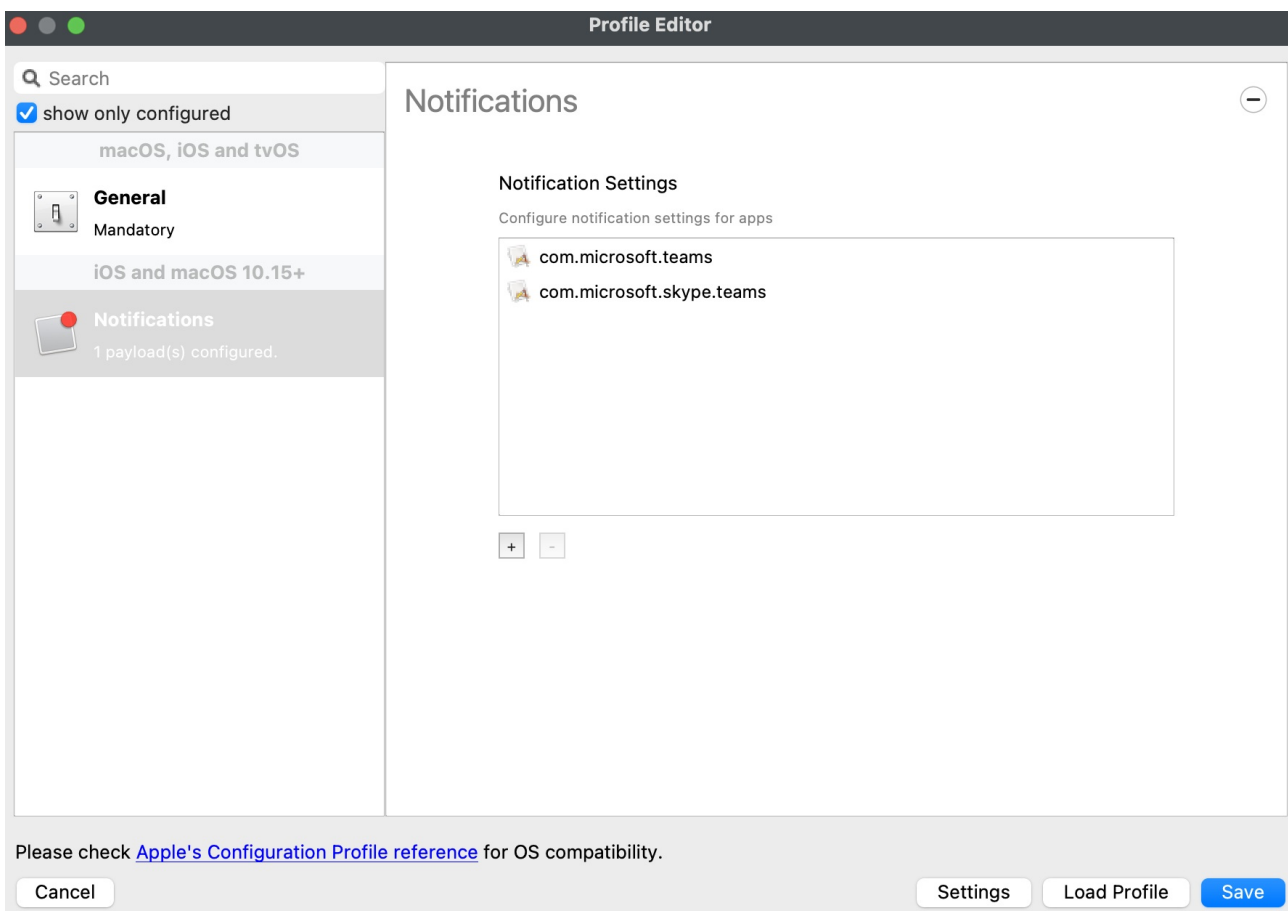 Profile Editor
Search
show only configured
macOS, iOS and tvOS
General
Mandatory
iOS and macOS 10.15+
Notifications
1 payload(s) configured.
Notifications
Notification Settings
Configure notification settings for apps
com.microsoft.teams
com.microsoft.skype.teams
+ -
Please check Apple's Configuration Profile reference for OS compatibility.
Cancel Settings Load Profile Save